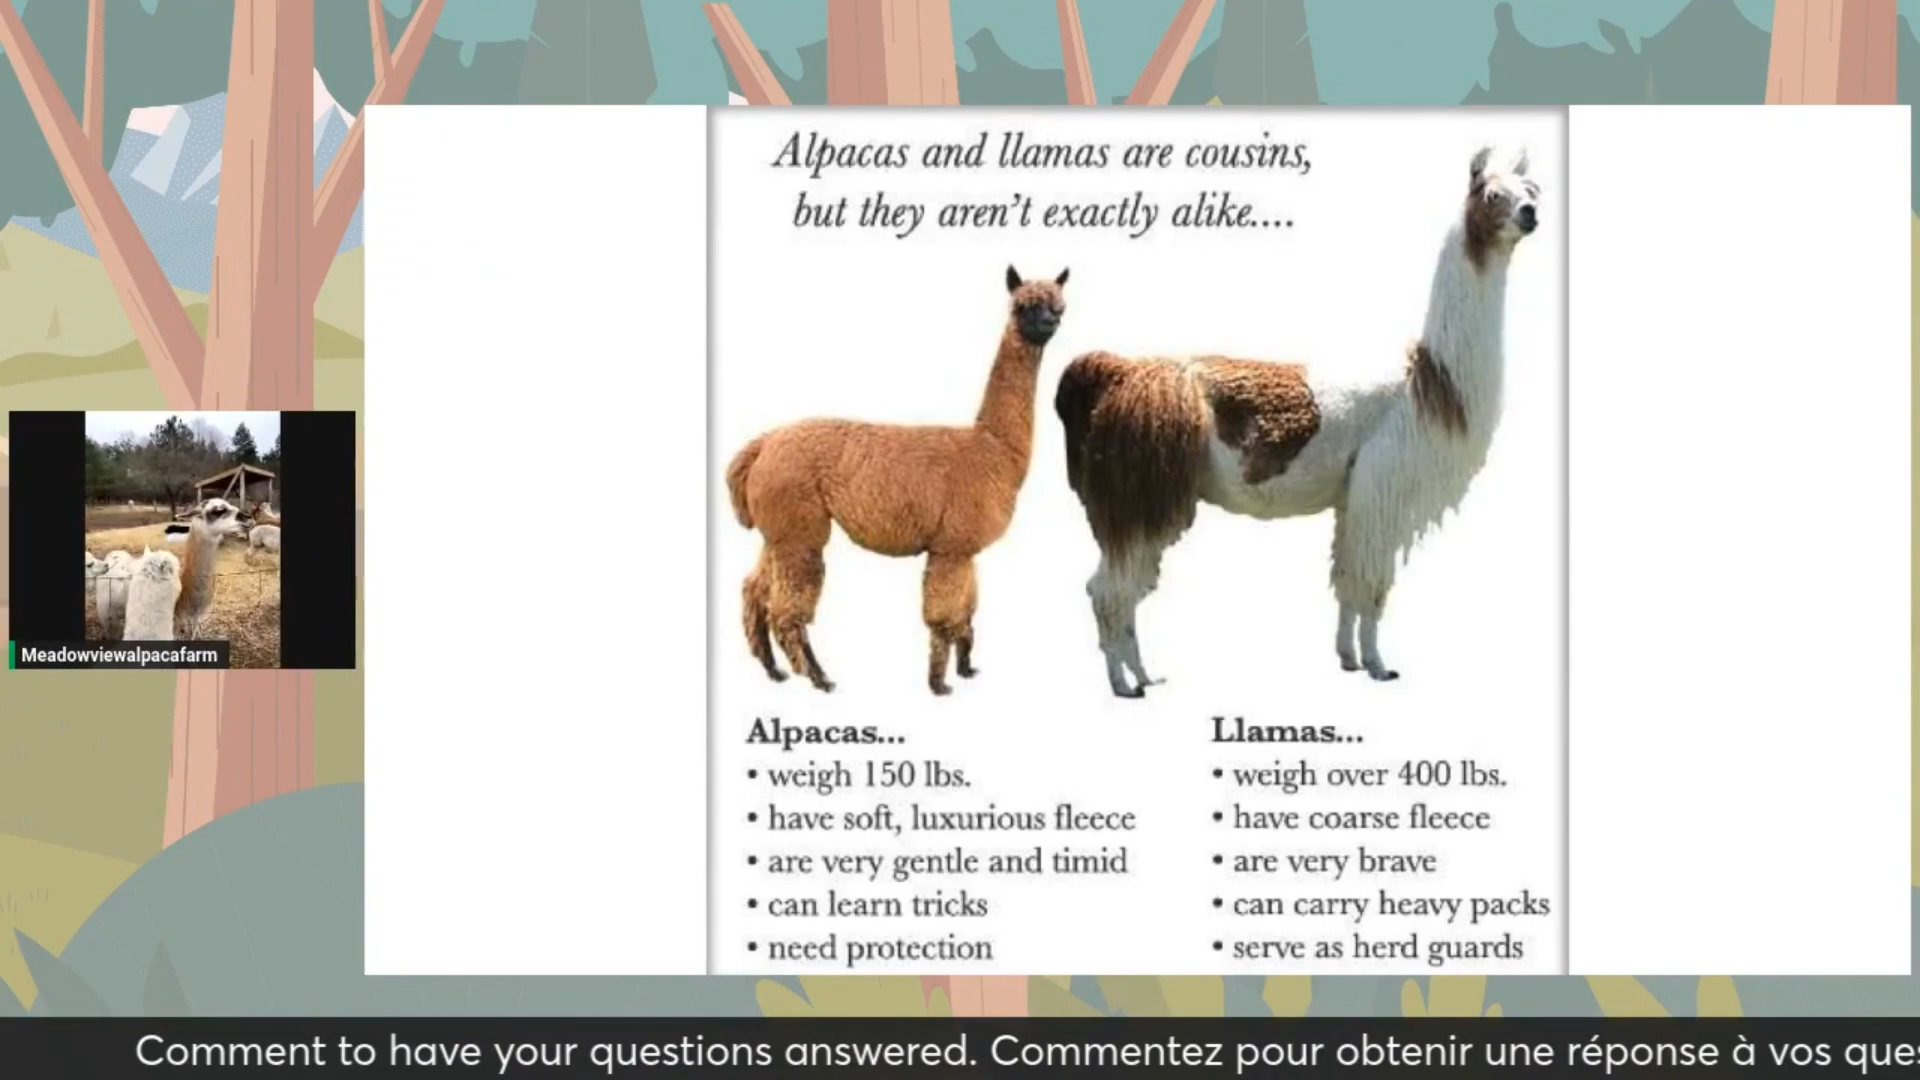 Alpacas and llamas are cousins,
but they aren't exactly alike....
Meadowviewalpacafarm
Alpacas...
• weigh 150 lbs.
• have soft, luxurious fleece
• are very gentle and timid
• can learn tricks
• need protection
Llamas...
• weigh over 400 lbs.
• have coarse fleece
• are very brave
• can carry heavy packs
• serve as herd guards
Comment to have your questions answered. Commentez pour obtenir une réponse à vos